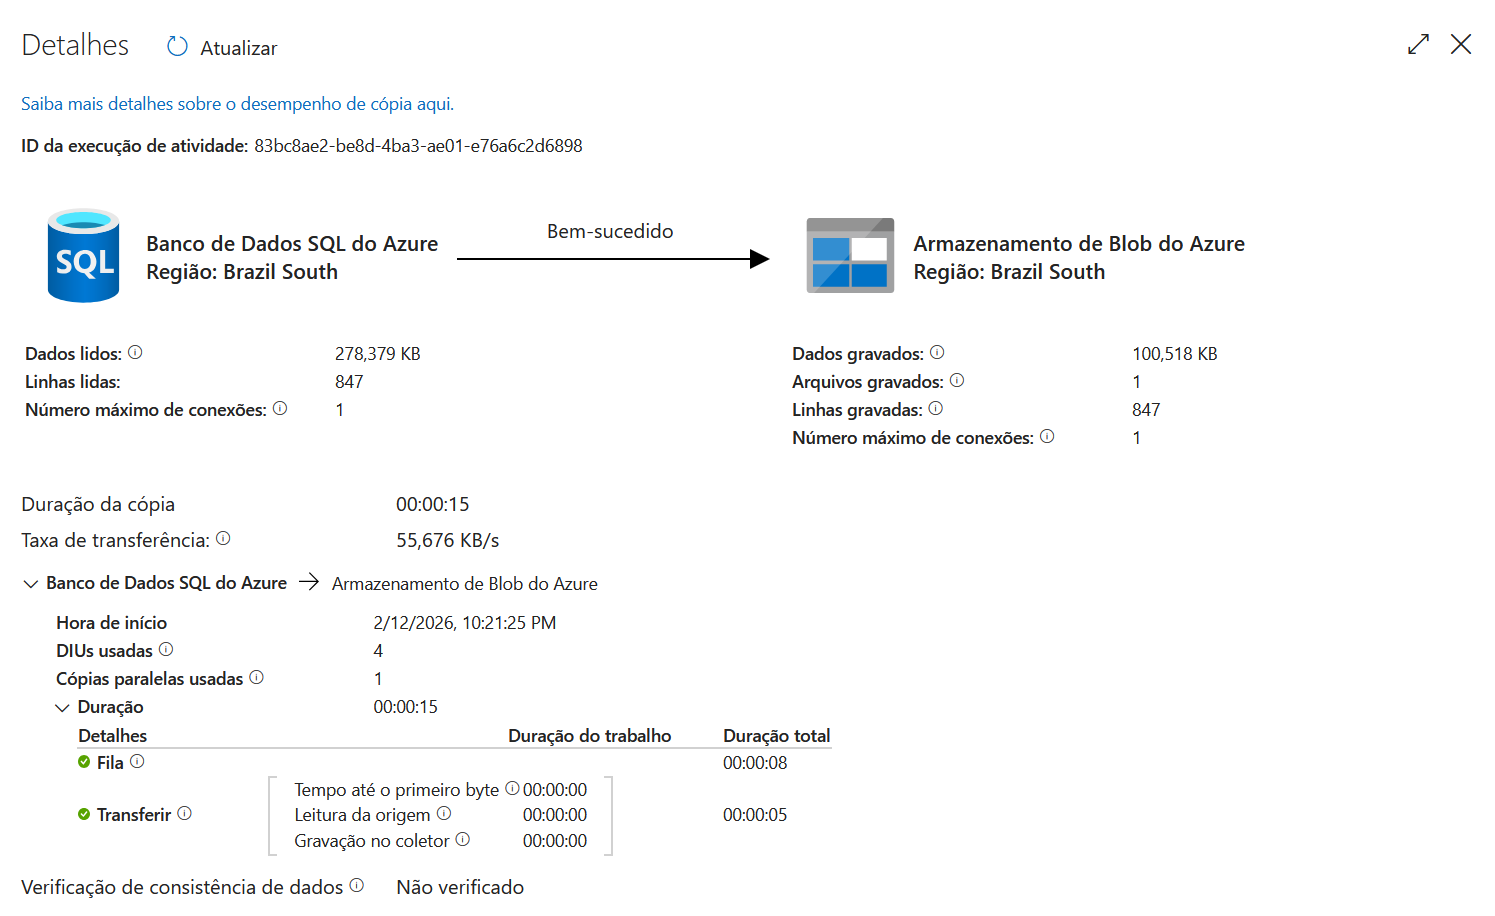 Detalhes Atualizar
Saiba mais detalhes sobre o desempenho de cópia aqui.
ID da execução de atividade: 83bc8ae2-be8d-4ba3-ae01-e76a6c2d6898
SQL
Banco de Dados SQL do Azure
Região: Brazil South
Bem-sucedido
Armazenamento de Blob do Azure
Região: Brazil South
Dados lidos: 278,379 KB
Linhas lidas: 847
Número máximo de conexões: 1
Dados gravados: 100,518 KB
Arquivos gravados: 1
Linhas gravadas: 847
Número máximo de conexões: 1
Duração da cópia 00:00:15
Taxa de transferência: 55,676 KB/s
Banco de Dados SQL do Azure → Armazenamento de Blob do Azure
Hora de início 2/12/2026, 10:21:25 PM
DIUs usadas 4
Cópias paralelas usadas 1
Duração 00:00:15
Detalhes Duração do trabalho Duração total
Fila 00:00:08
Tempo até o primeiro byte 00:00:00
Leitura da origem 00:00:00
Gravação no coletor 00:00:00
Transferir 00:00:05
Verificação de consistência de dados Não verificado